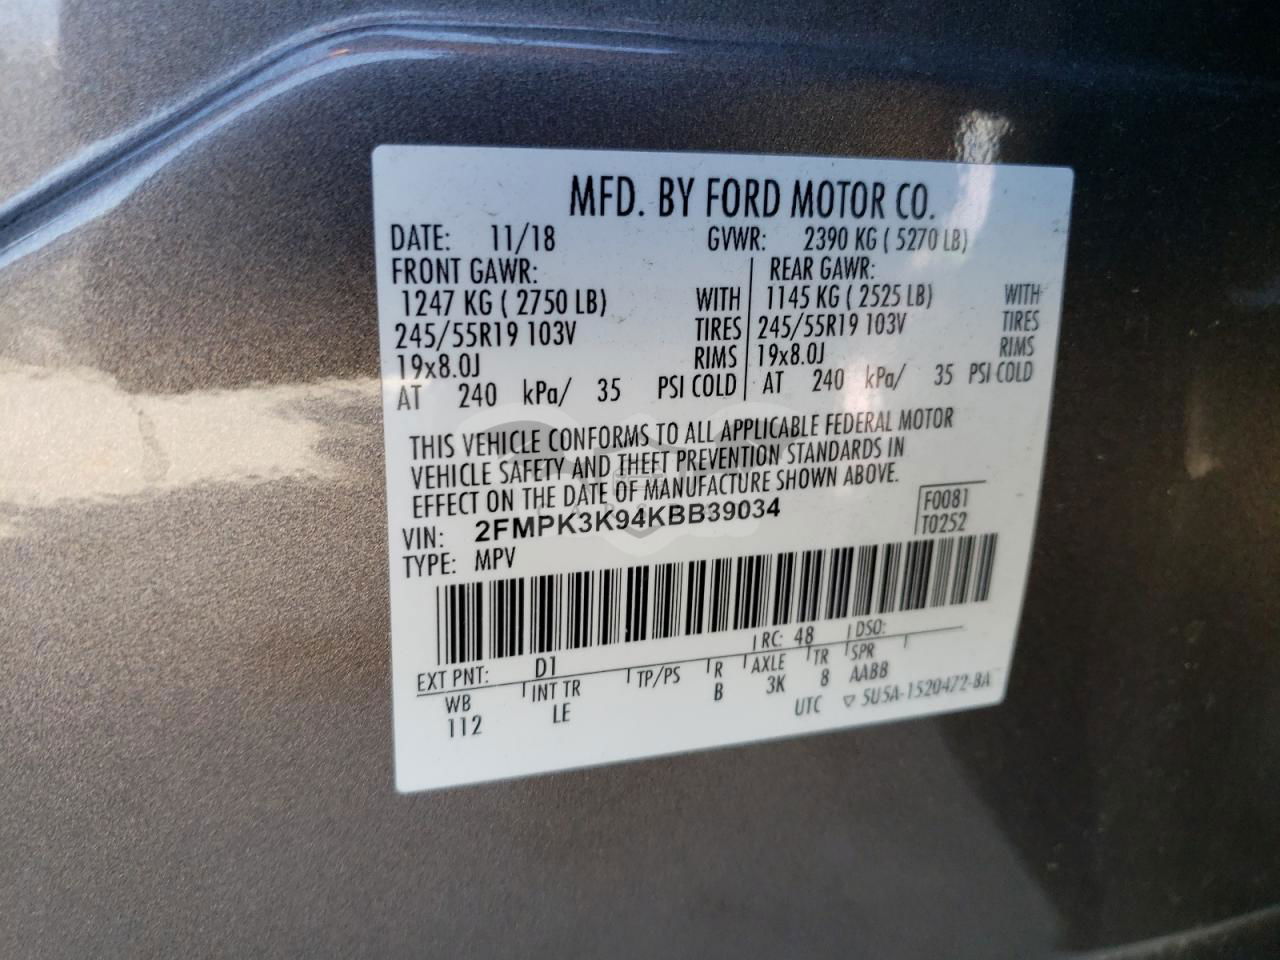 MFD. BY FORD MOTOR CO.
DATE: 11/18 GVWR: 2390 KG ( 5270 LB)
FRONT GAWR: REAR GAWR:
1247 KG ( 2750 LB) WITH 1145 KG ( 2525 LB) WITH
245/55R19 103V TIRES 245/55R19 103V TIRES
19x8.0J RIMS 19x8.0J RIMS
AT 240 kPa/ 35 PSI COLD AT 240 kPa/ 35 PSI COLD
THIS VEHICLE CONFORMS TO ALL APPLICABLE FEDERAL MOTOR
VEHICLE SAFETY AND THEFT PREVENTION STANDARDS IN
EFFECT ON THE DATE OF MANUFACTURE SHOWN ABOVE.
VIN: 2FMPK3K94KBB39034 F0081
TYPE: MPV T0252
EXT PNT: D1 RC: 48 DSO:
WB INT TR TP/PS R AXLE TR SPR
112 LE B 3K 8 AABB
UTC ▽ 5U5A-1520472-BA